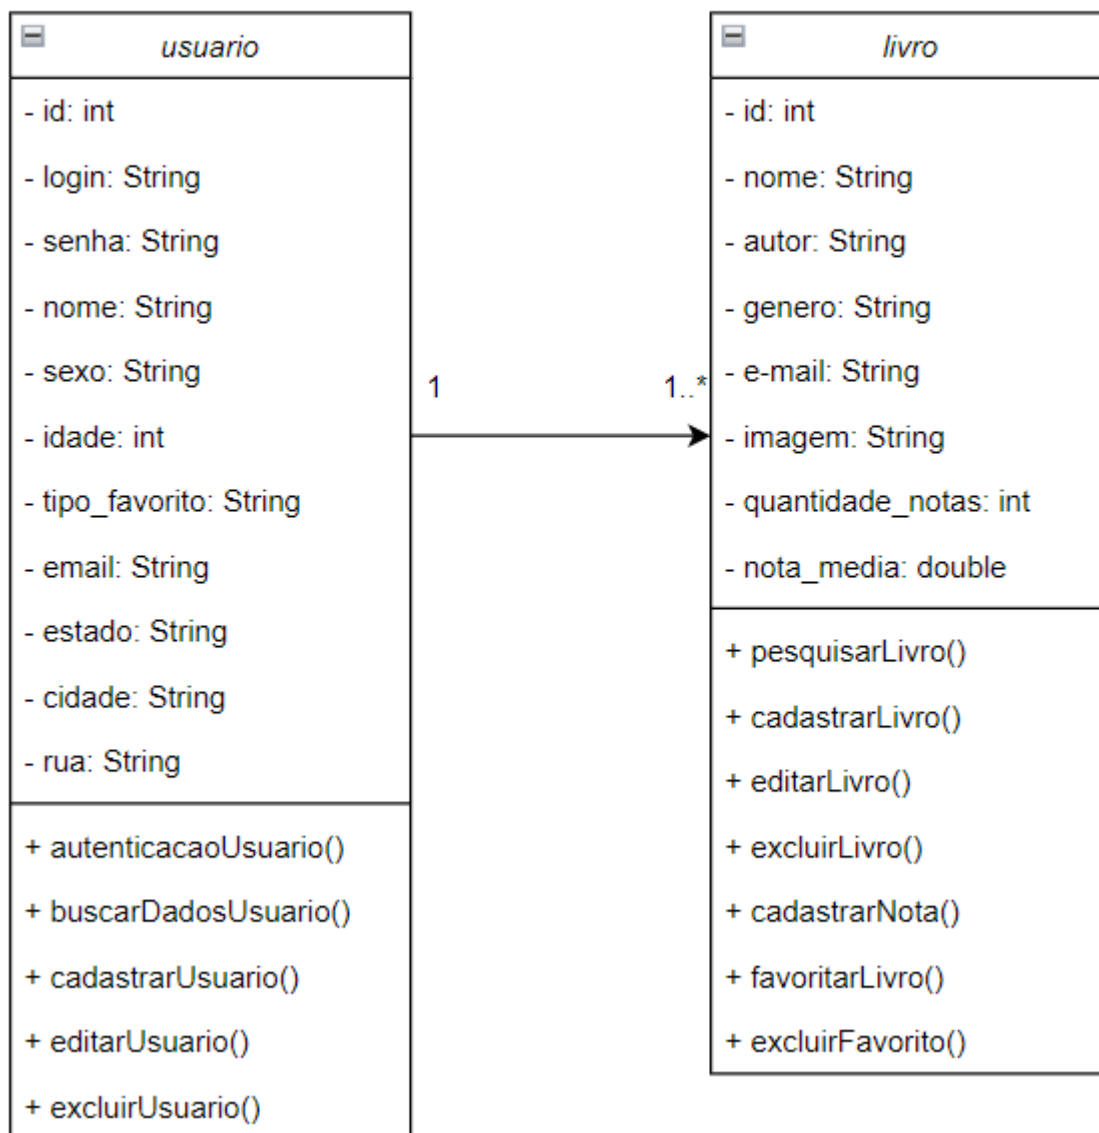 usuario
- id: int
- login: String
- senha: String
- nome: String
- sexo: String
- idade: int
- tipo_favorito: String
- email: String
- estado: String
- cidade: String
- rua: String
+ autenticacaoUsuario()
+ buscarDadosUsuario()
+ cadastrarUsuario()
+ editarUsuario()
+ excluirUsuario()
1
1..*
livro
- id: int
- nome: String
- autor: String
- genero: String
- e-mail: String
- imagem: String
- quantidade_notas: int
- nota_media: double
+ pesquisarLivro()
+ cadastrarLivro()
+ editarLivro()
+ excluirLivro()
+ cadastrarNota()
+ favoritarLivro()
+ excluirFavorito()